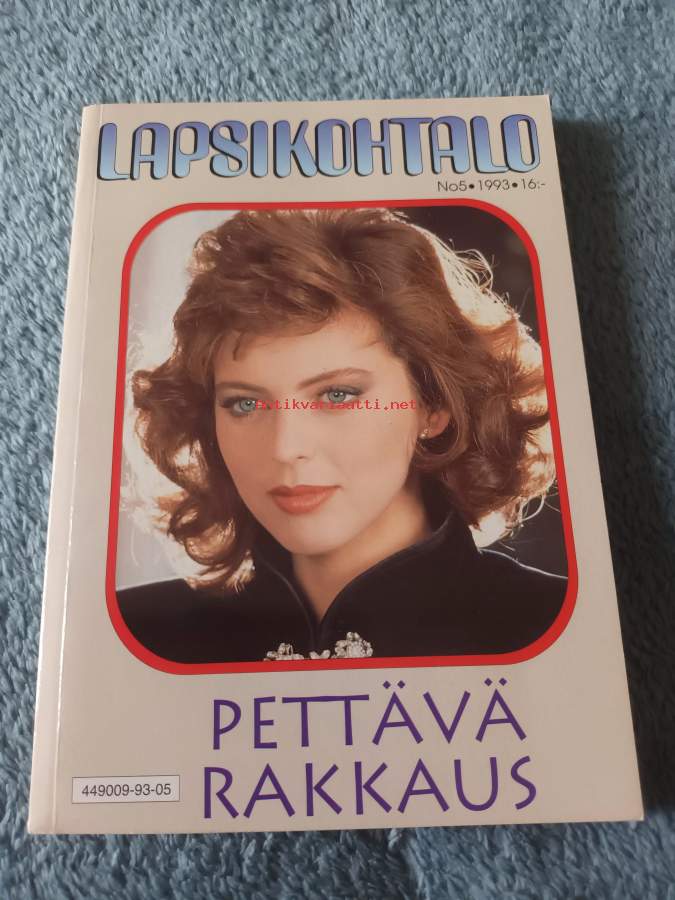 LAPSIKOHTALO
No5•1993•16:-
antikvariaatti.net
PETTÄVÄ
RAKKAUS
449009-93-05